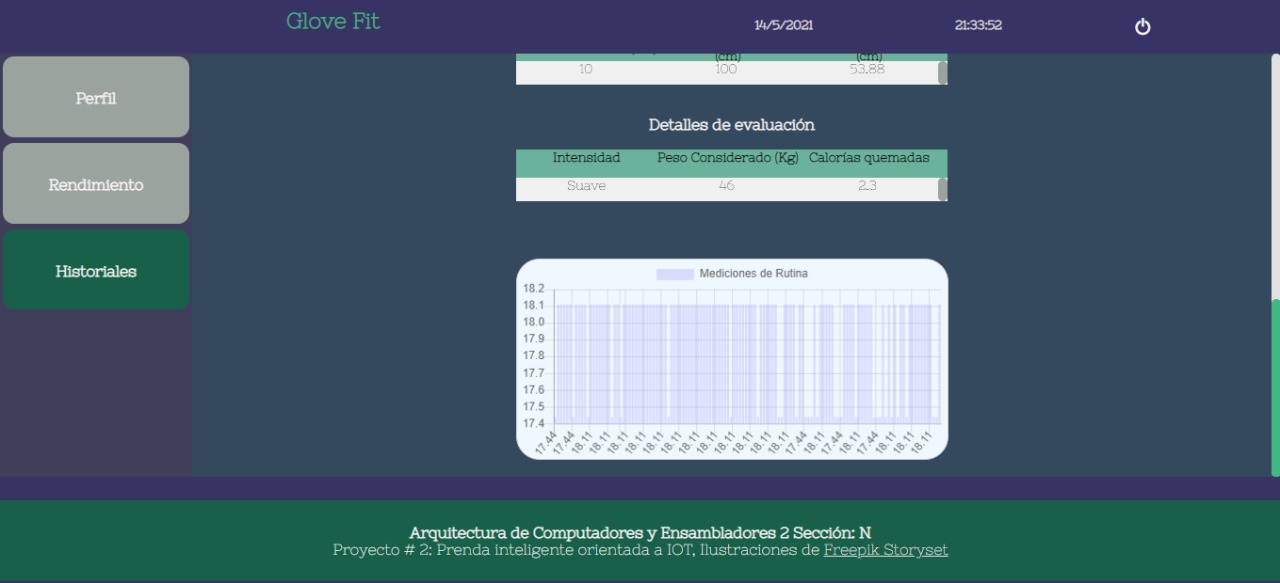 Glove Fit 14/5/2021 21:33:52
Perfil
Rendimiento
Historiales
(cm) (cm)
10 100 53.88
Detalles de evaluación
Intensidad Peso Considerado (Kg) Calorías quemadas
Suave 46 2.3
Mediciones de Rutina
18.2
18.1
18.0
17.9
17.8
17.7
17.6
17.5
17.4
17.44 17.44 18.11 18.11 18.11 18.11 18.11 18.11 18.11 18.11 18.11 18.11 18.11 18.11 17.44 18.11 17.44 18.11 17.44 18.11 18.11 18.11
Arquitectura de Computadores y Ensambladores 2 Sección: N
Proyecto # 2: Prenda inteligente orientada a IOT, Ilustraciones de Freepik Storyset